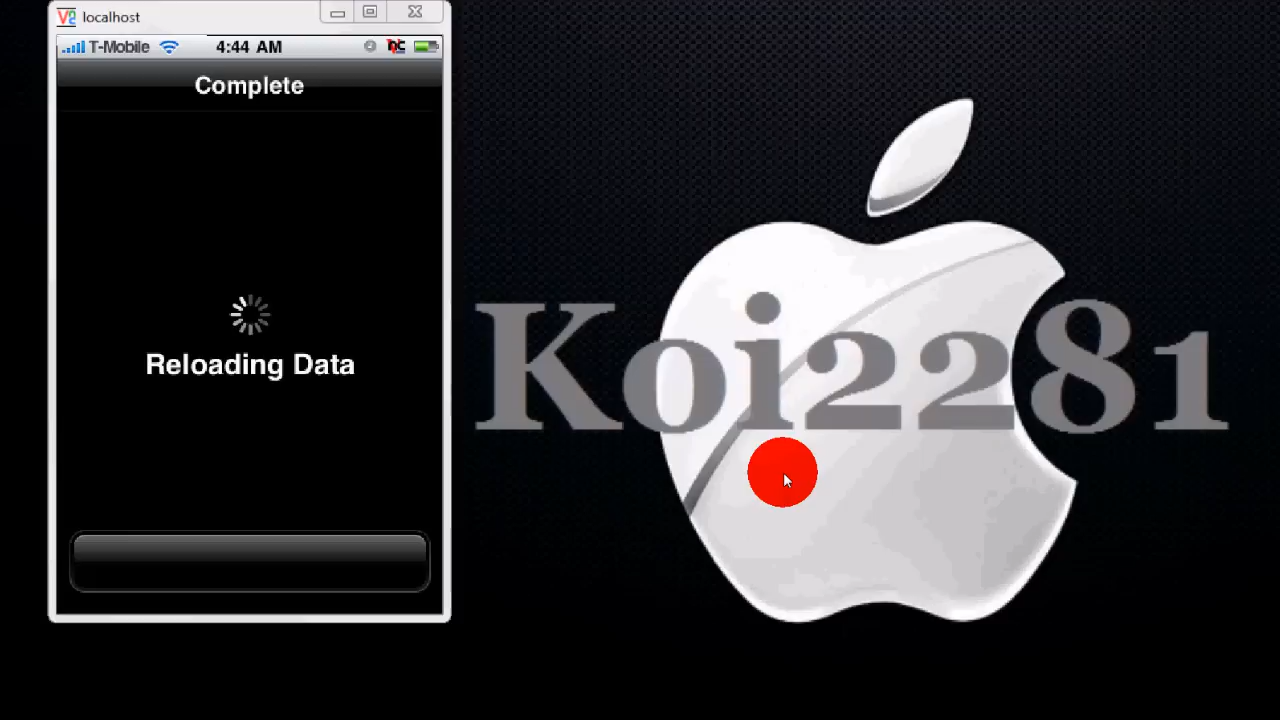 localhost
T-Mobile 4:44 AM
Complete
Reloading Data
Koi2281